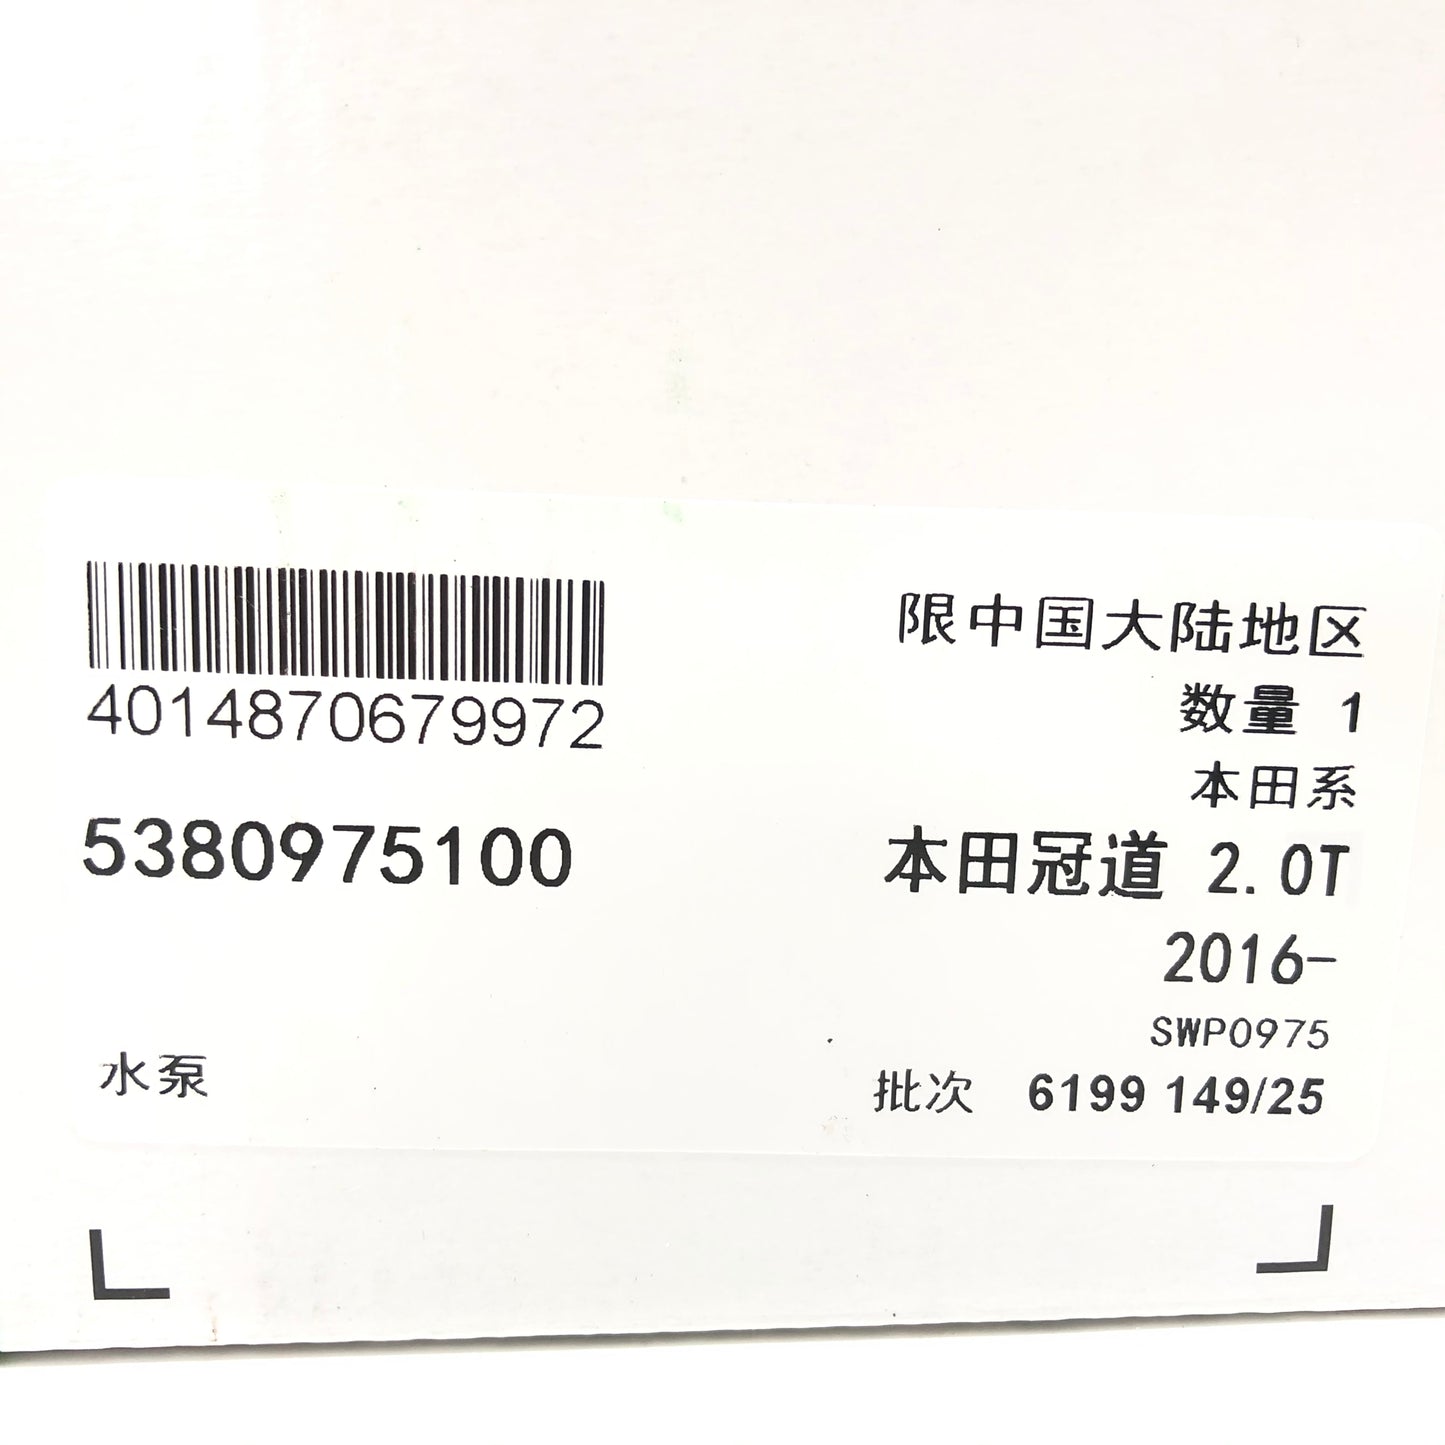 4014870679972
5380975100
水泵
限中国大陆地区
数量 1
本田系
本田冠道 2.0T
2016-
SWP0975
批次 6199 149/25